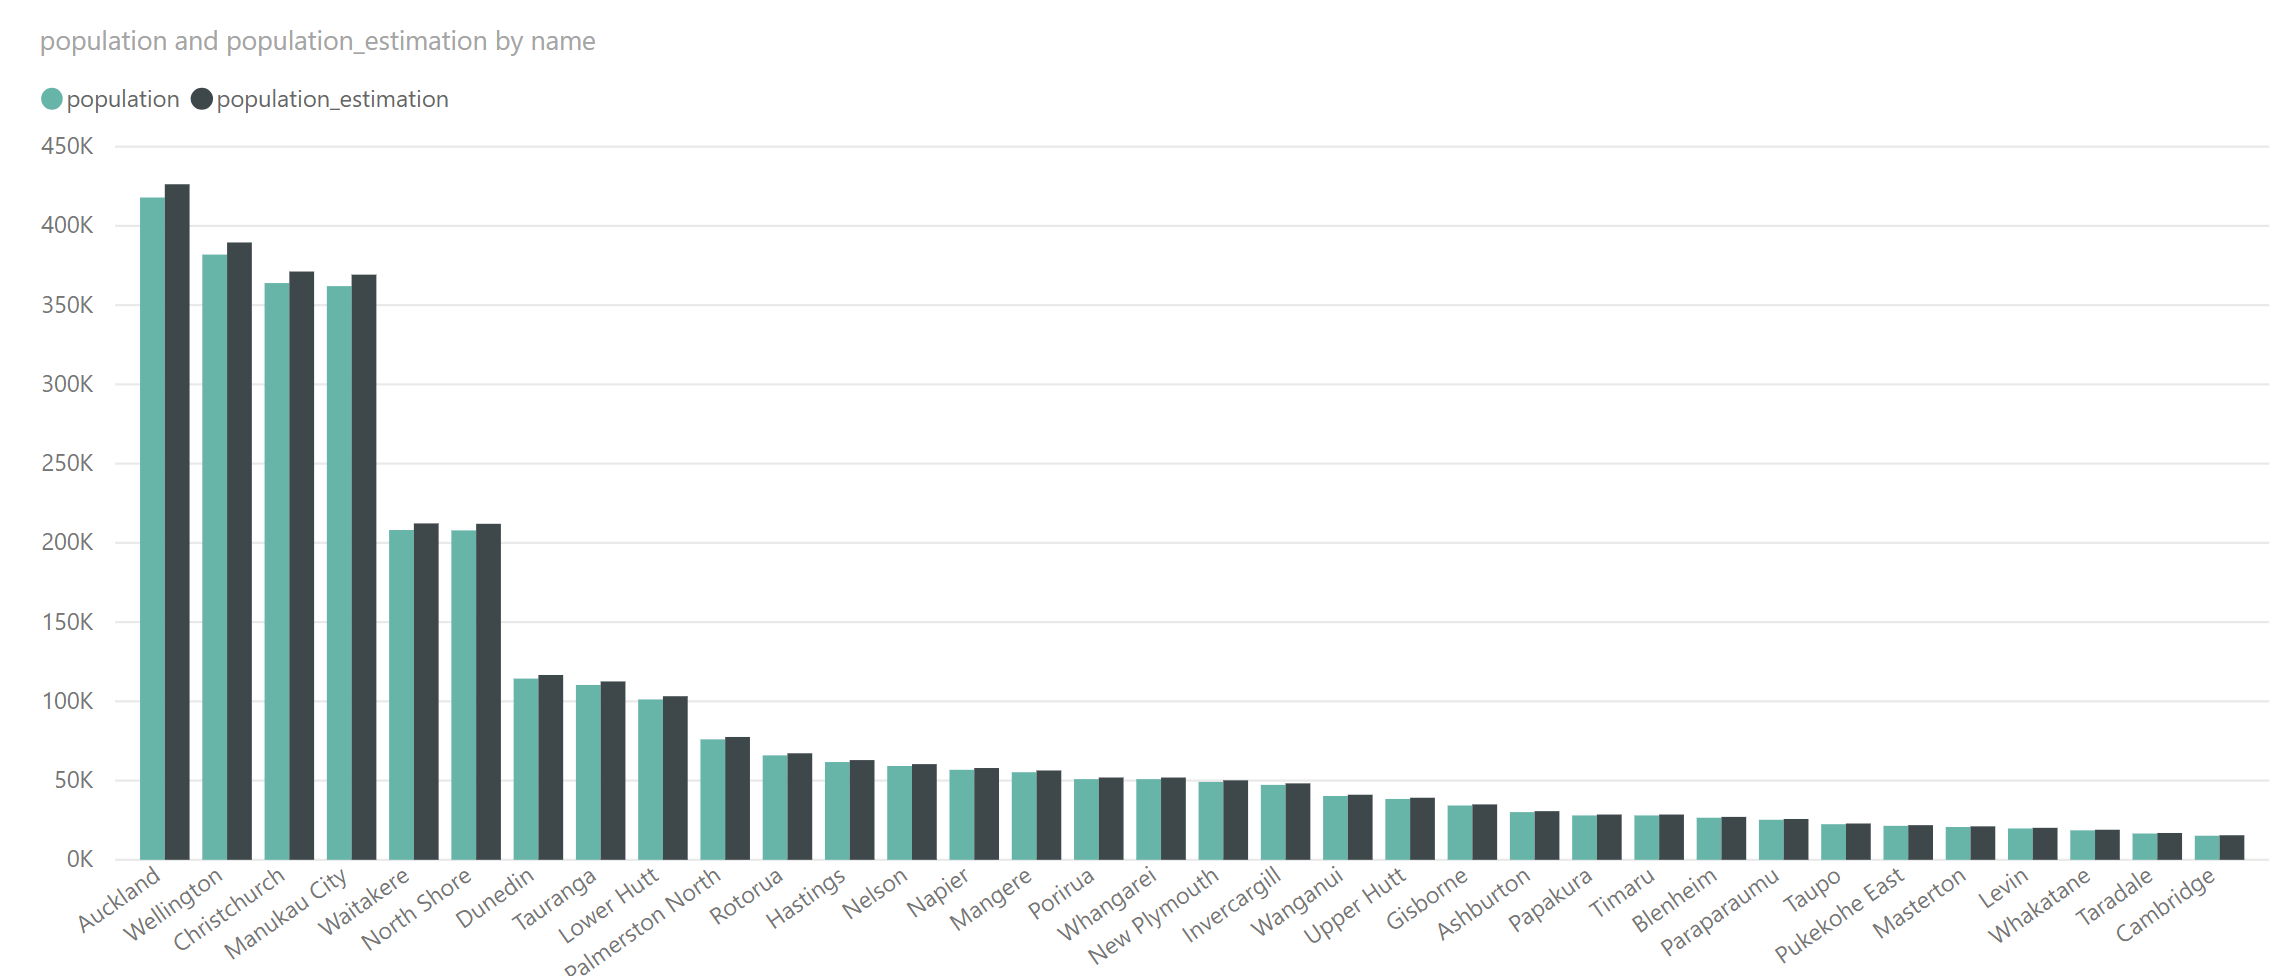 population and population_estimation by name
population population_estimation
450K
400K
350K
300K
250K
200K
150K
100K
50K
0K
Auckland
Wellington
Christchurch
Manukau City
Waitakere
North Shore
Dunedin
Tauranga
Lower Hutt
Palmerston North
Rotorua
Hastings
Nelson
Napier
Mangere
Porirua
Whangarei
New Plymouth
Invercargill
Wanganui
Upper Hutt
Gisborne
Ashburton
Papakura
Timaru
Blenheim
Paraparaumu
Taupo
Pukekohe East
Masterton
Levin
Whakatane
Taradale
Cambridge